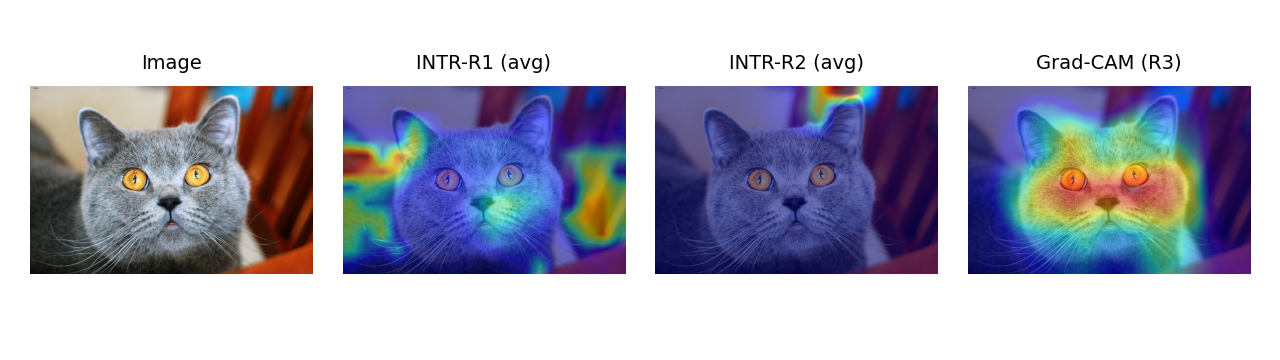 Image
INTR-R1 (avg)
INTR-R2 (avg)
Grad-CAM (R3)